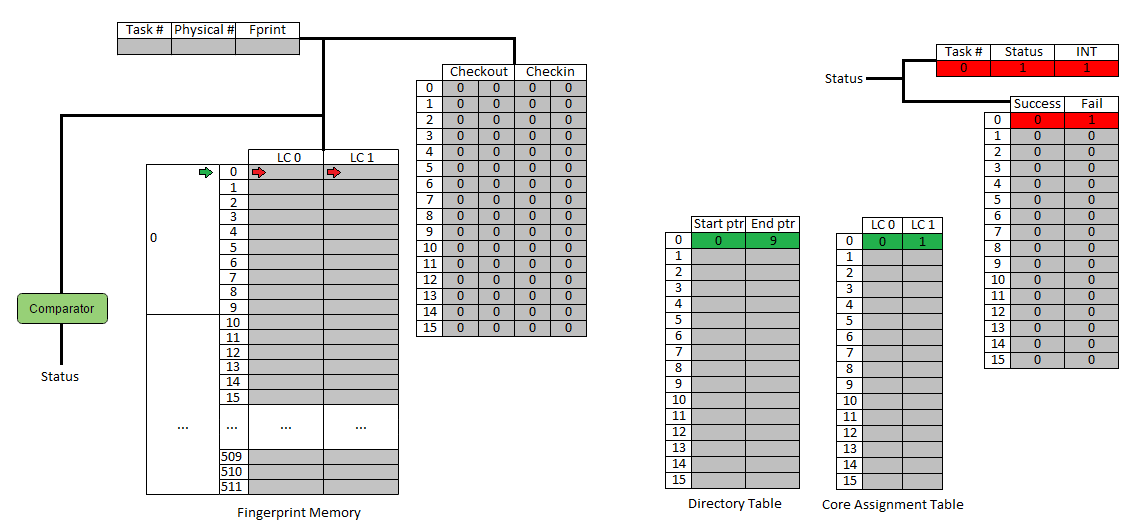 Task # Physical # Fprint
Checkout Checkin
0 0 0 0 0
1 0 0 0 0
2 0 0 0 0
3 0 0 0 0
4 0 0 0 0
5 0 0 0 0
6 0 0 0 0
7 0 0 0 0
8 0 0 0 0
9 0 0 0 0
10 0 0 0 0
11 0 0 0 0
12 0 0 0 0
13 0 0 0 0
14 0 0 0 0
15 0 0 0 0
LC 0 LC 1
0
0
1
2
3
4
5
6
7
8
9
10
11
12
13
14
15
... ... ... ...
509
510
511
Fingerprint Memory
Comparator
Status
Start ptr End ptr
0 0 9
1
2
3
4
5
6
7
8
9
10
11
12
13
14
15
Directory Table
LC 0 LC 1
0 0 1
1
2
3
4
5
6
7
8
9
10
11
12
13
14
15
Core Assignment Table
Status
Task # Status INT
0 1 1
Success Fail
0 0 1
1 0 0
2 0 0
3 0 0
4 0 0
5 0 0
6 0 0
7 0 0
8 0 0
9 0 0
10 0 0
11 0 0
12 0 0
13 0 0
14 0 0
15 0 0